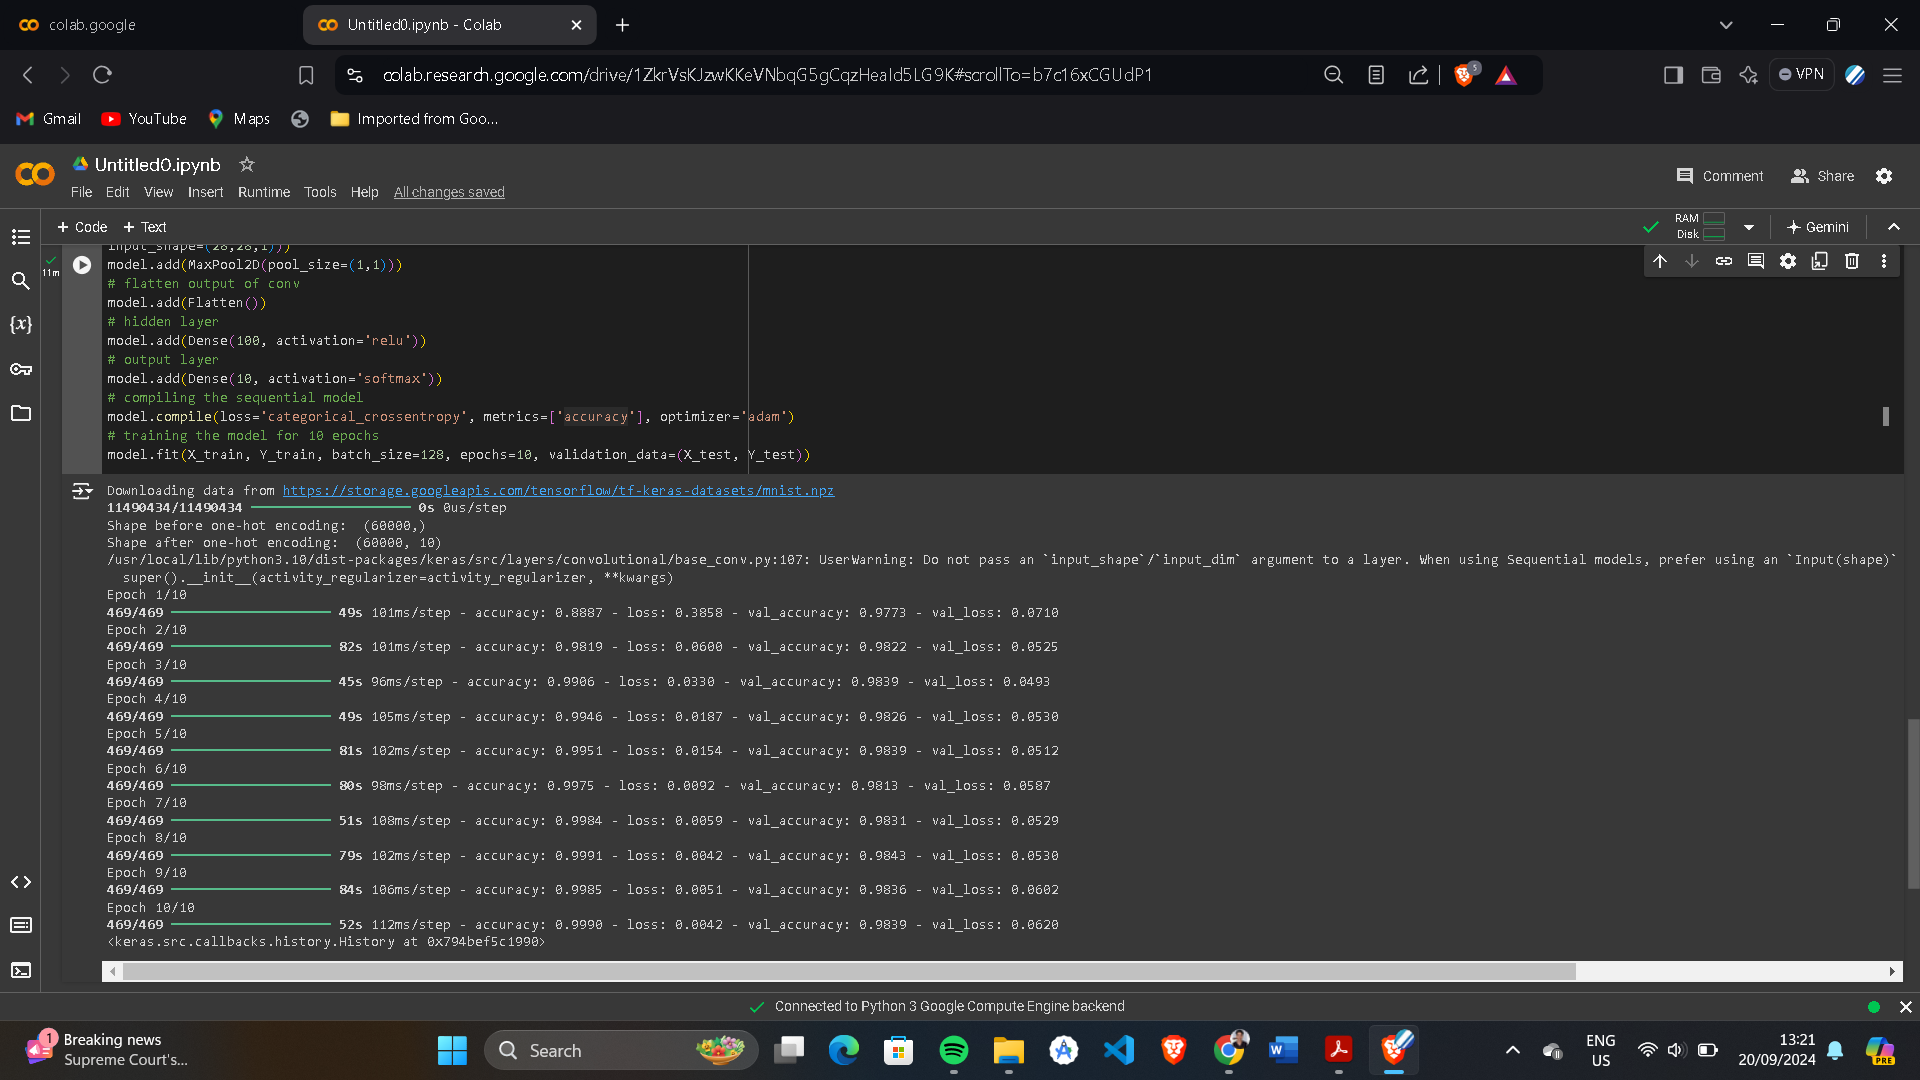 colab.google
Untitled0.ipynb - Colab
colab.research.google.com/drive/1ZkrVsKJzwKKeVNbqG5gCqzHeaId5LG9K#scrollTo=b7c16xCGUdP1
5
VPN
Gmail
YouTube
Maps
Imported from Goo...
Untitled0.ipynb
File Edit View Insert Runtime Tools Help All changes saved
Comment
Share
+ Code + Text
RAM
Disk
Gemini
11m
input_shape=(28,28,1)))
model.add(MaxPool2D(pool_size=(1,1)))
# flatten output of conv
model.add(Flatten())
# hidden layer
model.add(Dense(100, activation='relu'))
# output layer
model.add(Dense(10, activation='softmax'))
# compiling the sequential model
model.compile(loss='categorical_crossentropy', metrics=['accuracy'], optimizer='adam')
# training the model for 10 epochs
model.fit(X_train, Y_train, batch_size=128, epochs=10, validation_data=(X_test, Y_test))
Downloading data from https://storage.googleapis.com/tensorflow/tf-keras-datasets/mnist.npz
11490434/11490434 0s 0us/step
Shape before one-hot encoding:  (60000,)
Shape after one-hot encoding:  (60000, 10)
/usr/local/lib/python3.10/dist-packages/keras/src/layers/convolutional/base_conv.py:107: UserWarning: Do not pass an `input_shape`/`input_dim` argument to a layer. When using Sequential models, prefer using an `Input(shape)`
super().__init__(activity_regularizer=activity_regularizer, **kwargs)
Epoch 1/10
469/469 49s 101ms/step - accuracy: 0.8887 - loss: 0.3858 - val_accuracy: 0.9773 - val_loss: 0.0710
Epoch 2/10
469/469 82s 101ms/step - accuracy: 0.9819 - loss: 0.0600 - val_accuracy: 0.9822 - val_loss: 0.0525
Epoch 3/10
469/469 45s 96ms/step - accuracy: 0.9906 - loss: 0.0330 - val_accuracy: 0.9839 - val_loss: 0.0493
Epoch 4/10
469/469 49s 105ms/step - accuracy: 0.9946 - loss: 0.0187 - val_accuracy: 0.9826 - val_loss: 0.0530
Epoch 5/10
469/469 81s 102ms/step - accuracy: 0.9951 - loss: 0.0154 - val_accuracy: 0.9839 - val_loss: 0.0512
Epoch 6/10
469/469 80s 98ms/step - accuracy: 0.9975 - loss: 0.0092 - val_accuracy: 0.9813 - val_loss: 0.0587
Epoch 7/10
469/469 51s 108ms/step - accuracy: 0.9984 - loss: 0.0059 - val_accuracy: 0.9831 - val_loss: 0.0529
Epoch 8/10
469/469 79s 102ms/step - accuracy: 0.9991 - loss: 0.0042 - val_accuracy: 0.9843 - val_loss: 0.0530
Epoch 9/10
469/469 84s 106ms/step - accuracy: 0.9985 - loss: 0.0051 - val_accuracy: 0.9836 - val_loss: 0.0602
Epoch 10/10
469/469 52s 112ms/step - accuracy: 0.9990 - loss: 0.0042 - val_accuracy: 0.9839 - val_loss: 0.0620
<keras.src.callbacks.history.History at 0x794bef5c1990>
Connected to Python 3 Google Compute Engine backend
1
Breaking news
Supreme Court's...
Search
ENG
US
13:21
20/09/2024
PRE